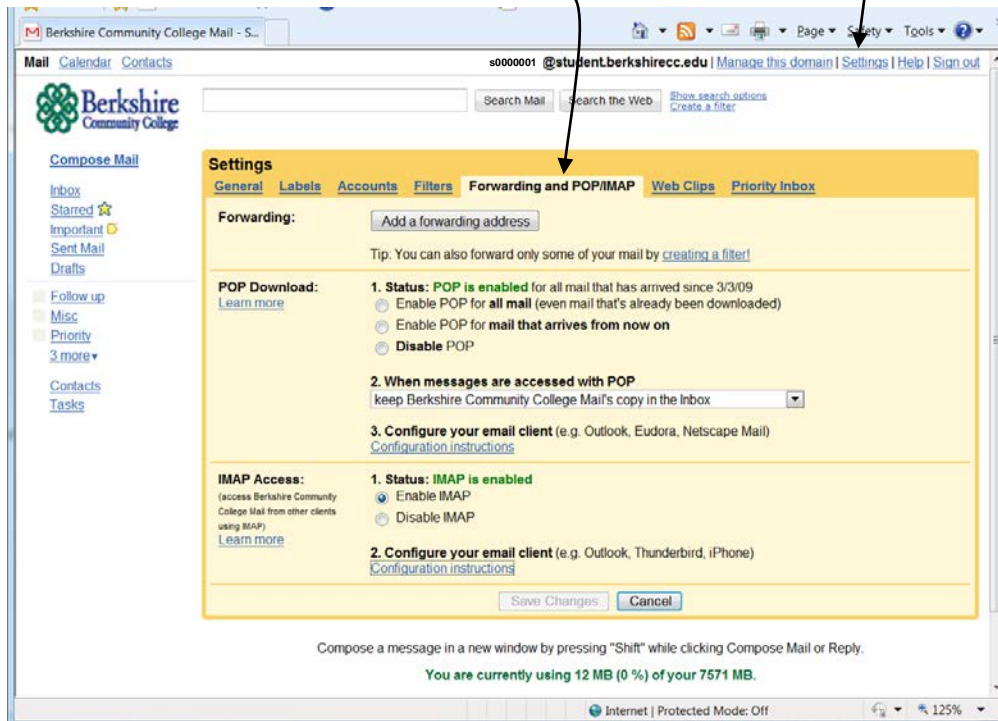 Berkshire Community College Mail - S...
Page Safety Tools
Mail Calendar Contacts
s0000001 @student.berkshirecc.edu | Manage this domain | Settings | Help | Sign out
Berkshire
Community College
Search Mail Search the Web Show search options
Create a filter
Compose Mail
Inbox
Starred
Important
Sent Mail
Drafts
Follow up
Misc
Priority
3 more
Contacts
Tasks
Settings
General Labels Accounts Filters Forwarding and POP/IMAP Web Clips Priority Inbox
Forwarding:
Add a forwarding address
Tip: You can also forward only some of your mail by creating a filter!
POP Download:
Learn more
1. Status: POP is enabled for all mail that has arrived since 3/3/09
Enable POP for all mail (even mail that's already been downloaded)
Enable POP for mail that arrives from now on
Disable POP
2. When messages are accessed with POP
keep Berkshire Community College Mail's copy in the Inbox
3. Configure your email client (e.g. Outlook, Eudora, Netscape Mail)
Configuration instructions
IMAP Access:
(access Berkshire Community
College Mail from other clients
using IMAP)
Learn more
1. Status: IMAP is enabled
Enable IMAP
Disable IMAP
2. Configure your email client (e.g. Outlook, Thunderbird, iPhone)
Configuration instructions
Save Changes Cancel
Compose a message in a new window by pressing "Shift" while clicking Compose Mail or Reply.
You are currently using 12 MB (0 %) of your 7571 MB.
Internet | Protected Mode: Off
125%